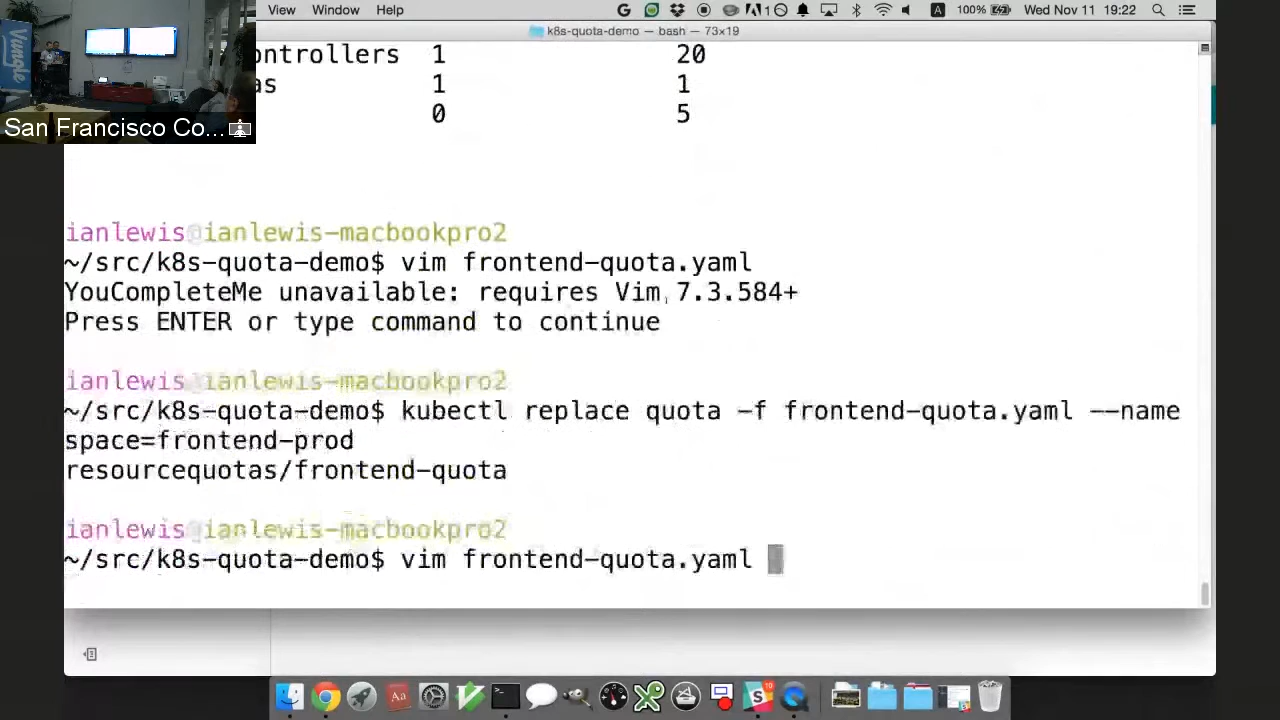 View Window Help 1 100% Wed Nov 11 19:22
k8s-quota-demo — bash — 73×19
Vungle
San Francisco Co...
ontrollers 1 20
as 1 1
0 5
ianlewis@ianlewis-macbookpro2
~/src/k8s-quota-demo$ vim frontend-quota.yaml
YouCompleteMe unavailable: requires Vim 7.3.584+
Press ENTER or type command to continue
ianlewis@ianlewis-macbookpro2
~/src/k8s-quota-demo$ kubectl replace quota -f frontend-quota.yaml --name
space=frontend-prod
resourcequotas/frontend-quota
ianlewis@ianlewis-macbookpro2
~/src/k8s-quota-demo$ vim frontend-quota.yaml